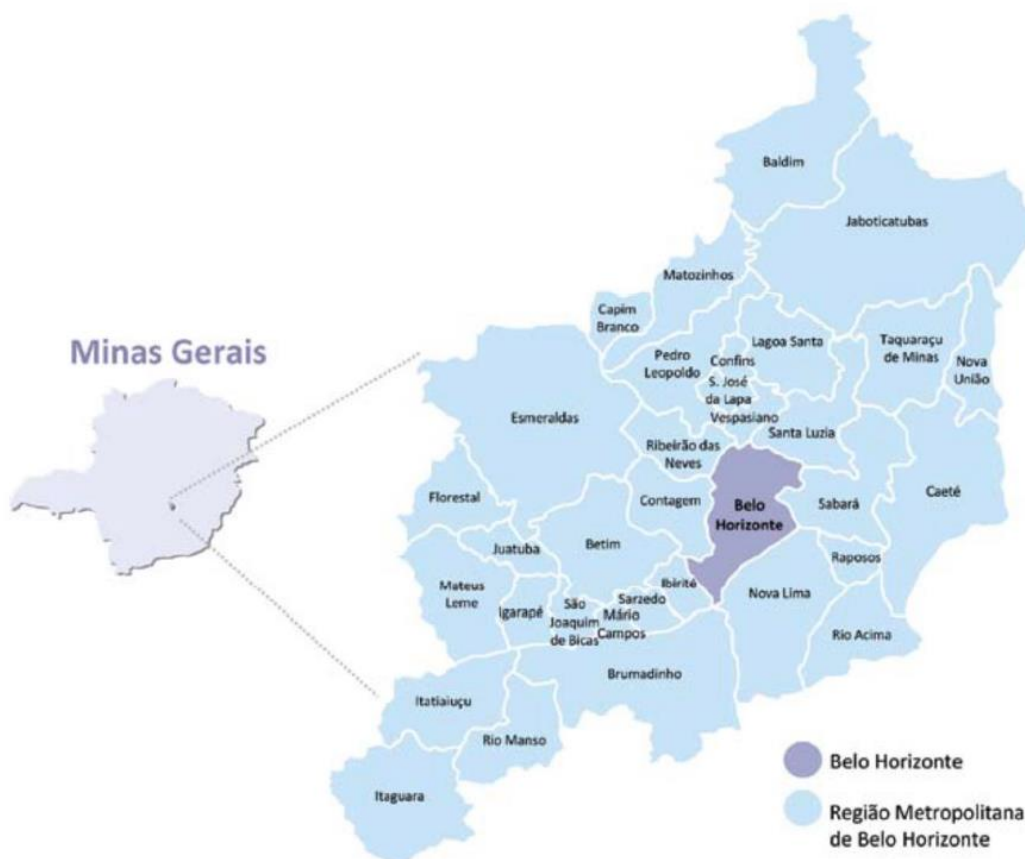 Baldim
Jaboticatubas
Matozinhos
Capim
Branco
Minas Gerais
Lagoa Santa
Taquaraçu
de Minas
Nova
União
Pedro
Leopoldo
Confins
S. José
da Lapa
Vespasiano
Esmeraldas
Santa Luzia
Ribeirão das
Neves
Florestal
Contagem
Belo
Horizonte
Sabará
Caeté
Juatuba
Betim
Raposos
Mateus
Leme
Igarapé
São
Joaquim
de Bicas
Ibirité
Sarzedo
Mário
Campos
Nova Lima
Rio Acima
Brumadinho
Itatiaiuçu
Rio Manso
Itaguara
Belo Horizonte
Região Metropolitana
de Belo Horizonte